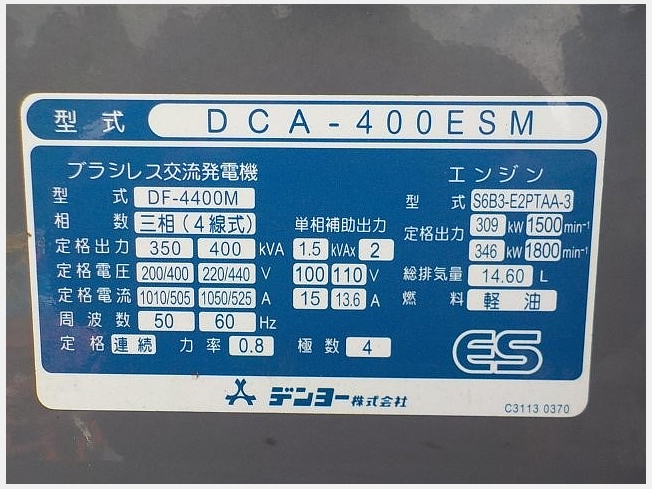 型式 DCA-400ESM
ブラシレス交流発電機 エンジン
型式 DF-4400M 型式 S6B3-E2PTAA-3
相数 三相(4線式) 単相補助出力 定格出力 309 kW 1500 min⁻¹
定格出力 350 400 kVA 1.5 kVAx 2 346 kW 1800 min⁻¹
定格電圧 200/400 220/440 V 100 110 V 総排気量 14.60 L
定格電流 1010/505 1050/525 A 15 13.6 A 燃料 軽油
周波数 50 60 Hz
定格 連続 力率 0.8 極数 4 ES
デンヨー株式会社
C3113 0370